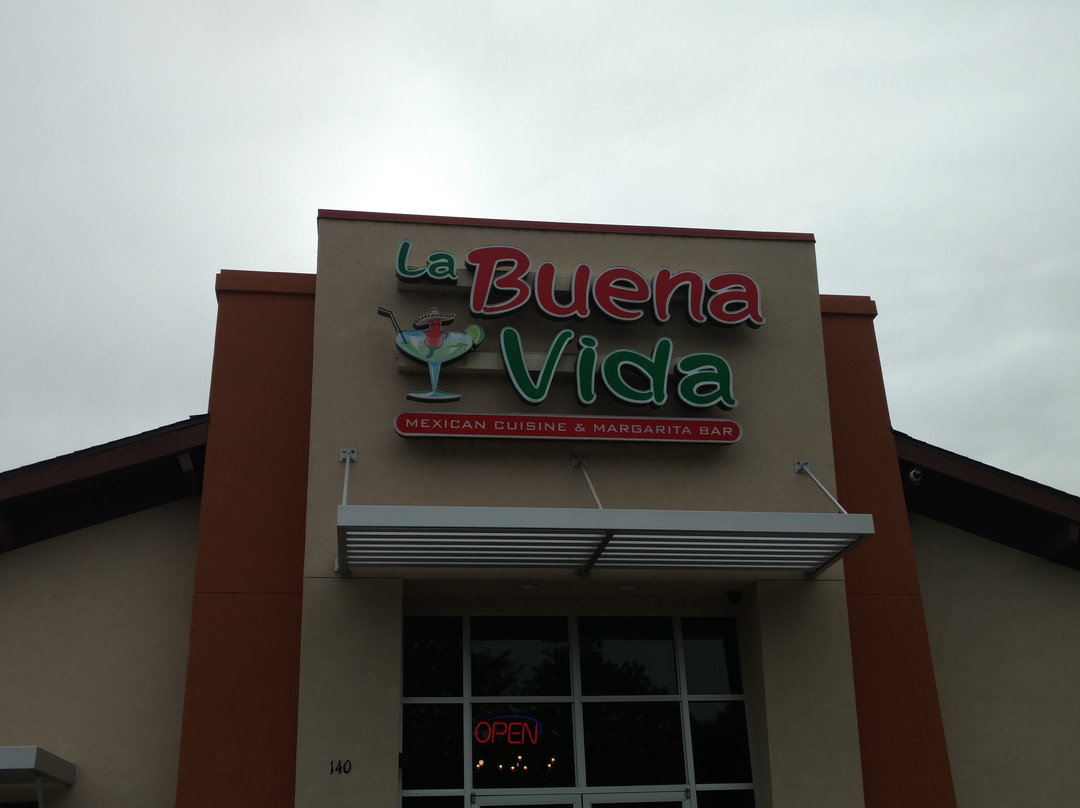 La Buena
Vida
MEXICAN CUISINE & MARGARITA BAR
OPEN
140